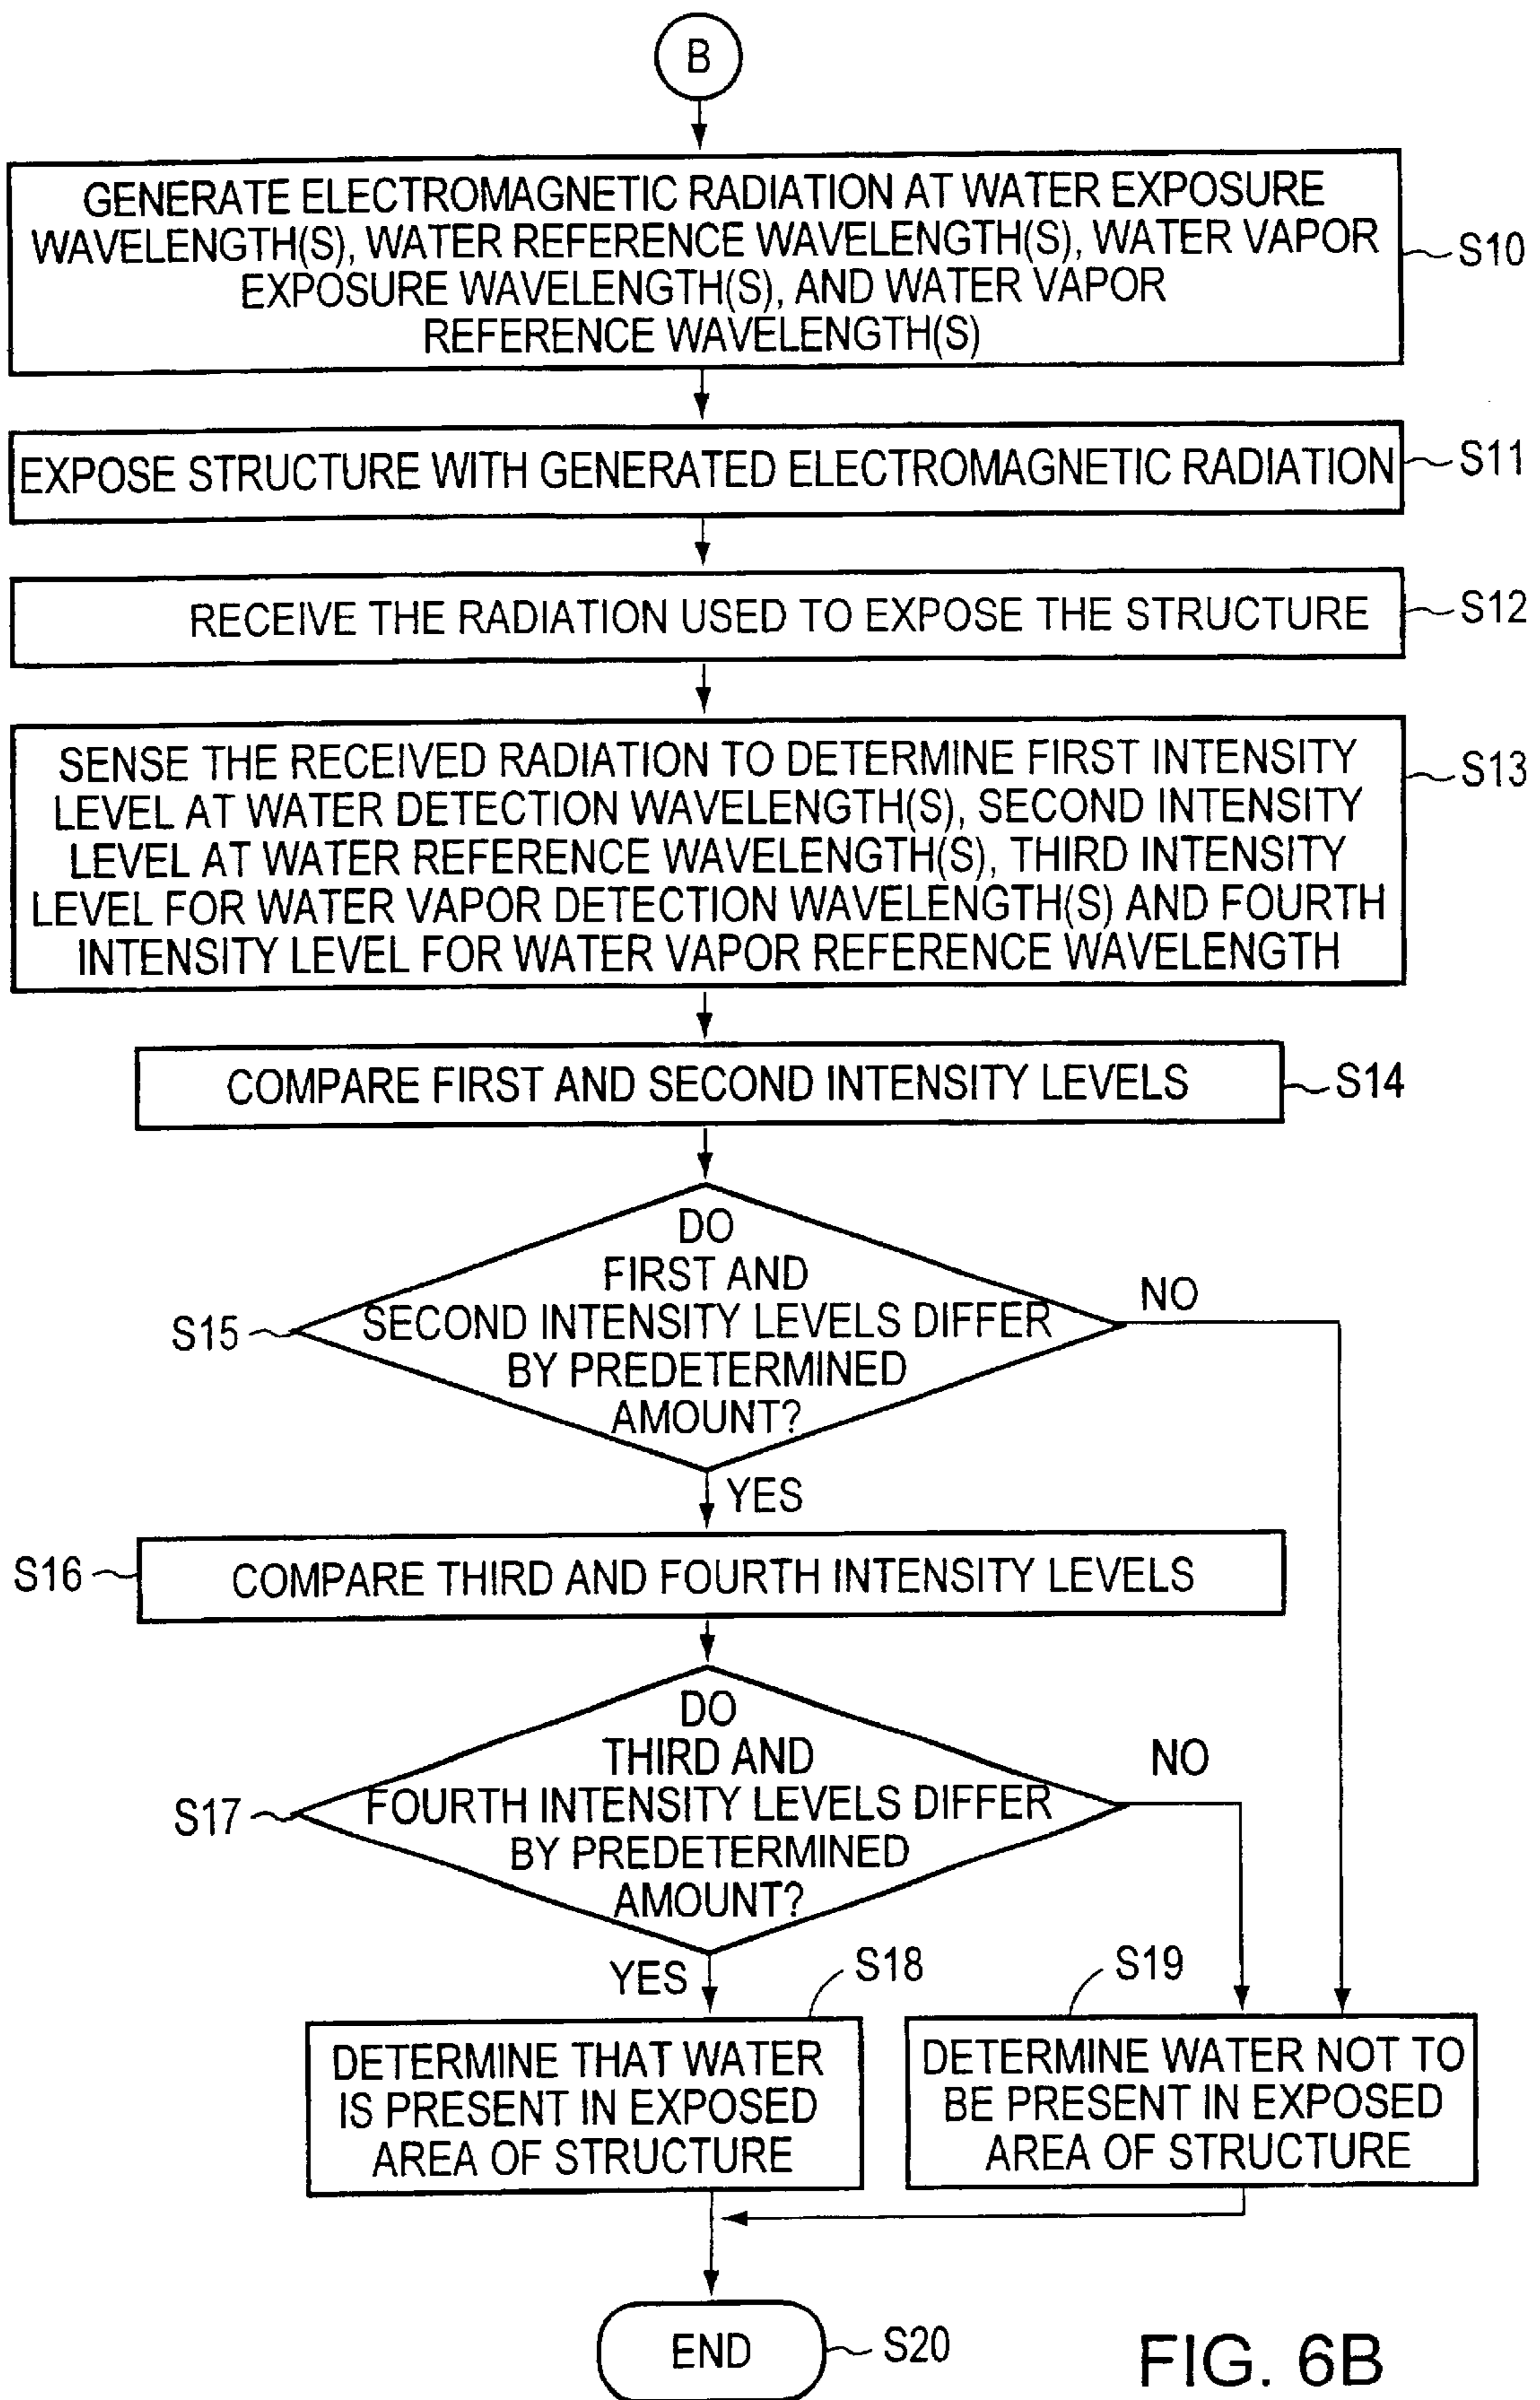 B
GENERATE ELECTROMAGNETIC RADIATION AT WATER EXPOSURE
WAVELENGTH(S), WATER REFERENCE WAVELENGTH(S), WATER VAPOR
EXPOSURE WAVELENGTH(S), AND WATER VAPOR
REFERENCE WAVELENGTH(S)
S10
EXPOSE STRUCTURE WITH GENERATED ELECTROMAGNETIC RADIATION
S11
RECEIVE THE RADIATION USED TO EXPOSE THE STRUCTURE
S12
SENSE THE RECEIVED RADIATION TO DETERMINE FIRST INTENSITY
LEVEL AT WATER DETECTION WAVELENGTH(S), SECOND INTENSITY
LEVEL AT WATER REFERENCE WAVELENGTH(S), THIRD INTENSITY
LEVEL FOR WATER VAPOR DETECTION WAVELENGTH(S) AND FOURTH
INTENSITY LEVEL FOR WATER VAPOR REFERENCE WAVELENGTH
S13
COMPARE FIRST AND SECOND INTENSITY LEVELS
S14
DO
FIRST AND
SECOND INTENSITY LEVELS DIFFER
BY PREDETERMINED
AMOUNT?
S15
NO
YES
S16
COMPARE THIRD AND FOURTH INTENSITY LEVELS
DO
THIRD AND
FOURTH INTENSITY LEVELS DIFFER
BY PREDETERMINED
AMOUNT?
S17
NO
YES
S18
DETERMINE THAT WATER
IS PRESENT IN EXPOSED
AREA OF STRUCTURE
S19
DETERMINE WATER NOT TO
BE PRESENT IN EXPOSED
AREA OF STRUCTURE
END
S20
FIG. 6B